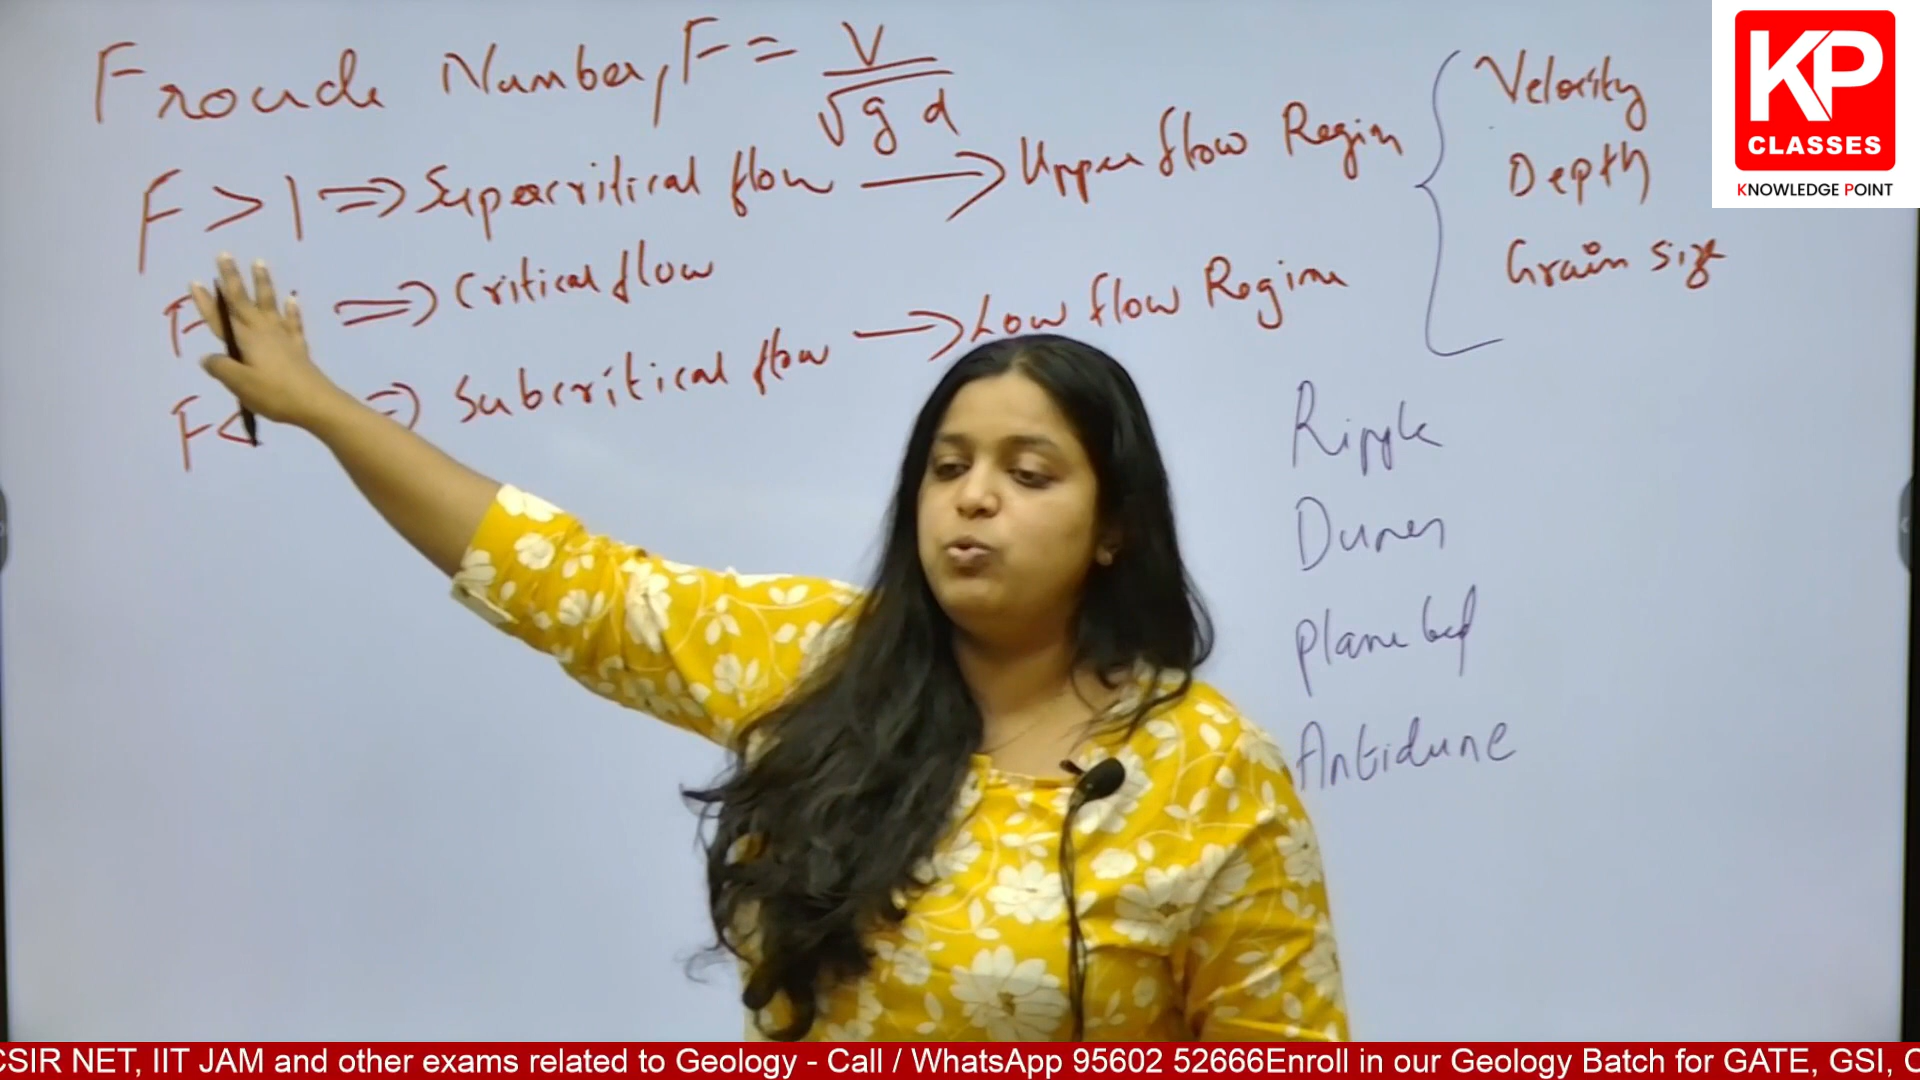 Froude Number, F = V / √gd
F > 1 ⇒ Supercritical flow → Upper flow Regim
⇒ Critical flow
F < ⇒ Subcritical flow → Low flow Regime
Velocity
Depth
Grain size
Ripple
Dunes
Plane bed
Antidune
KP
CLASSES
KNOWLEDGE POINT
CSIR NET, IIT JAM and other exams related to Geology - Call / WhatsApp 95602 52666Enroll in our Geology Batch for GATE, GSI, C